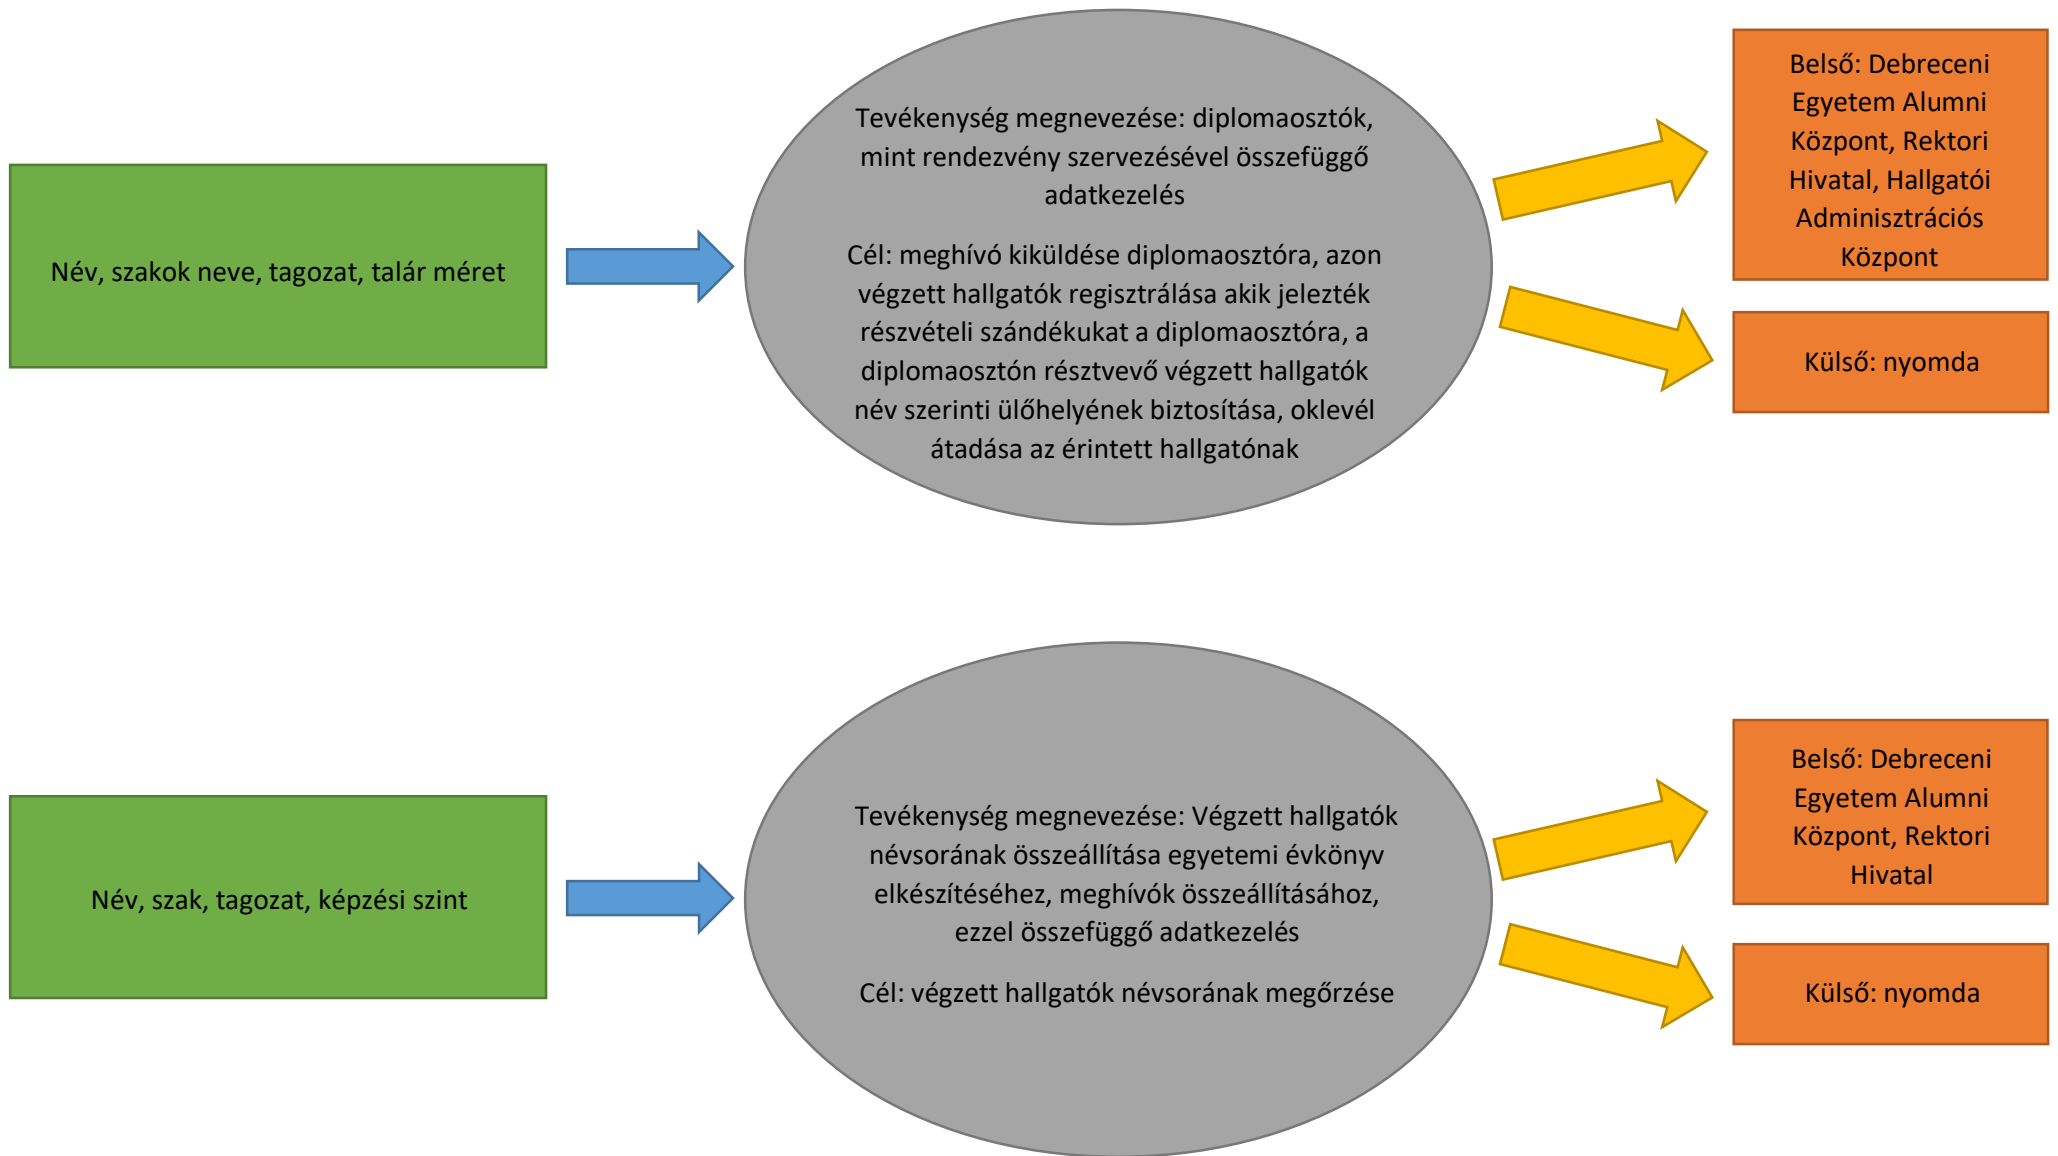 Név, szakok neve, tagozat, talár méret
Tevékenység megnevezése: diplomaosztók,
mint rendezvény szervezésével összefüggő
adatkezelés
Cél: meghívó kiküldése diplomaosztóra, azon
végzett hallgatók regisztrálása akik jelezték
részvételi szándékukat a diplomaosztóra, a
diplomaosztón résztvevő végzett hallgatók
név szerinti ülőhelyének biztosítása, oklevél
átadása az érintett hallgatónak
Belső: Debreceni
Egyetem Alumni
Központ, Rektori
Hivatal, Hallgatói
Adminisztrációs
Központ
Külső: nyomda
Név, szak, tagozat, képzési szint
Tevékenység megnevezése: Végzett hallgatók
névsorának összeállítása egyetemi évkönyv
elkészítéséhez, meghívók összeállításához,
ezzel összefüggő adatkezelés
Cél: végzett hallgatók névsorának megőrzése
Belső: Debreceni
Egyetem Alumni
Központ, Rektori
Hivatal
Külső: nyomda